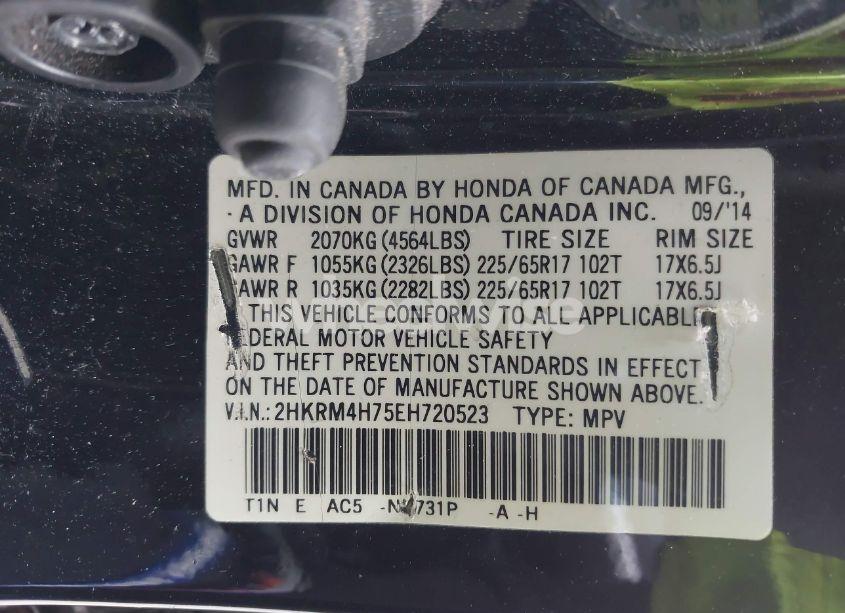 MFD. IN CANADA BY HONDA OF CANADA MFG.,
A DIVISION OF HONDA CANADA INC. 09/'14
GVWR 2070KG (4564LBS) TIRE SIZE RIM SIZE
GAWR F 1055KG (2326LBS) 225/65R17 102T 17X6.5J
GAWR R 1035KG (2282LBS) 225/65R17 102T 17X6.5J
THIS VEHICLE CONFORMS TO ALL APPLICABLE
FEDERAL MOTOR VEHICLE SAFETY
AND THEFT PREVENTION STANDARDS IN EFFECT
ON THE DATE OF MANUFACTURE SHOWN ABOVE.
V.I.N.: 2HKRM4H75EH720523 TYPE: MPV
T1N E AC5 -A -H